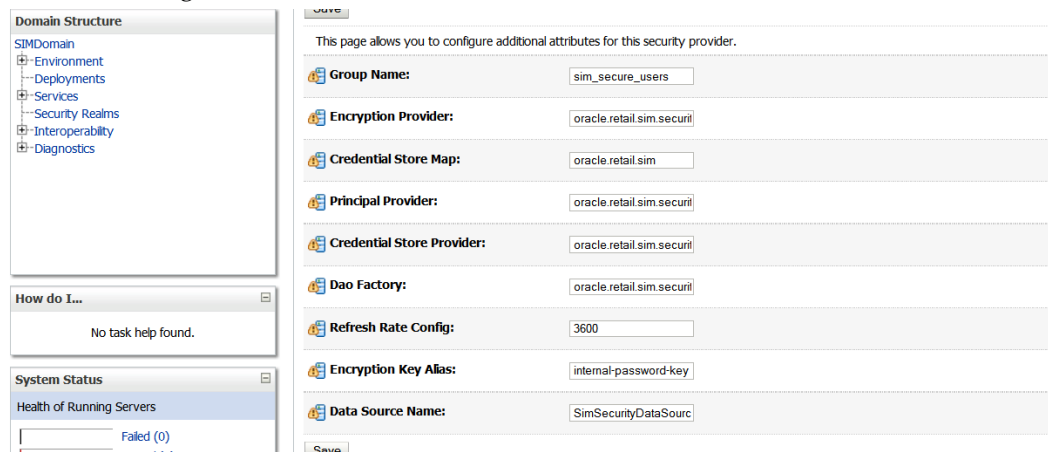 Domain Structure
SIMDomain
Environment
Deployments
Services
Security Realms
Interoperability
Diagnostics
How do I...
No task help found.
System Status
Health of Running Servers
Failed (0)
Save
This page allows you to configure additional attributes for this security provider.
Group Name: sim_secure_users
Encryption Provider: oracle.retail.sim.securit
Credential Store Map: oracle.retail.sim
Principal Provider: oracle.retail.sim.securit
Credential Store Provider: oracle.retail.sim.securit
Dao Factory: oracle.retail.sim.securit
Refresh Rate Config: 3600
Encryption Key Alias: internal-password-key
Data Source Name: SimSecurityDataSourc
Save